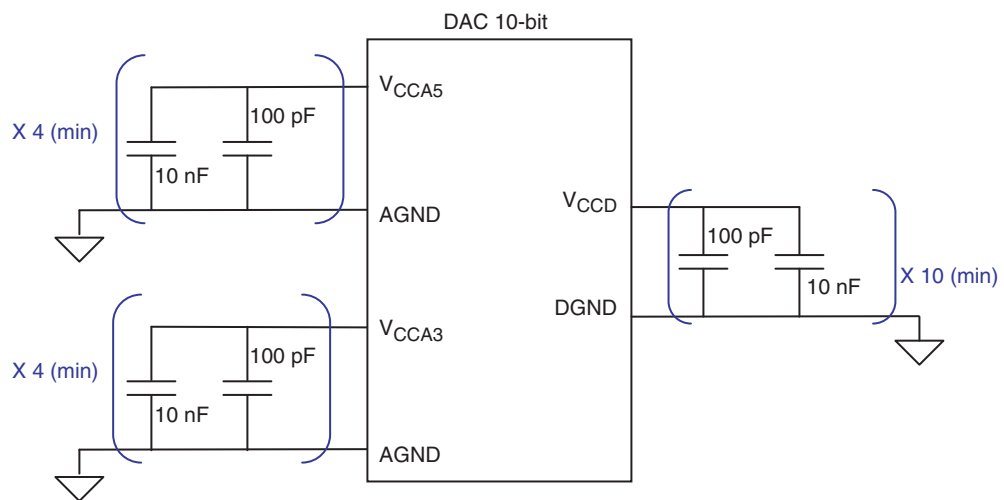 DAC 10-bit
VCCA5
100 pF
X 4 (min)
10 nF
AGND
VCCD
100 pF
X 10 (min)
10 nF
DGND
VCCA3
100 pF
X 4 (min)
10 nF
AGND